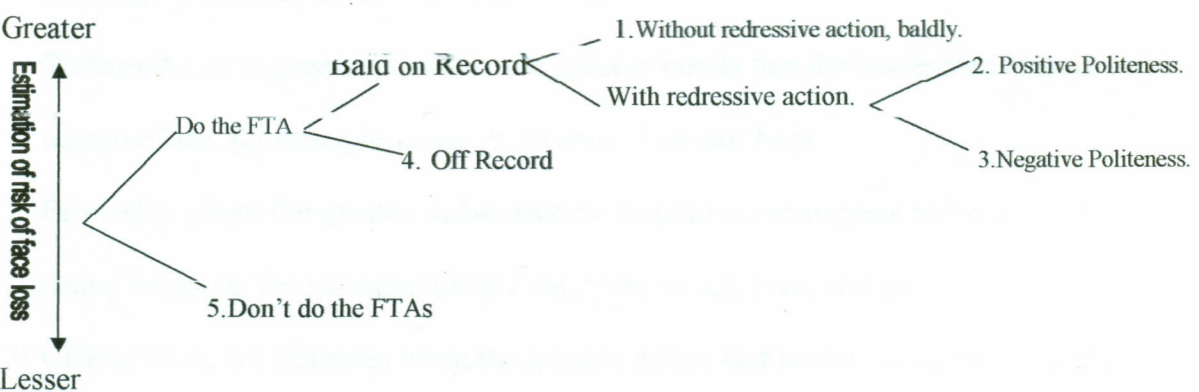 Greater
Estimation of risk of face loss
Lesser
Do the FTA
Bald on Record
1.Without redressive action, baldly.
With redressive action.
2. Positive Politeness.
3.Negative Politeness.
4. Off Record
5.Don't do the FTAs